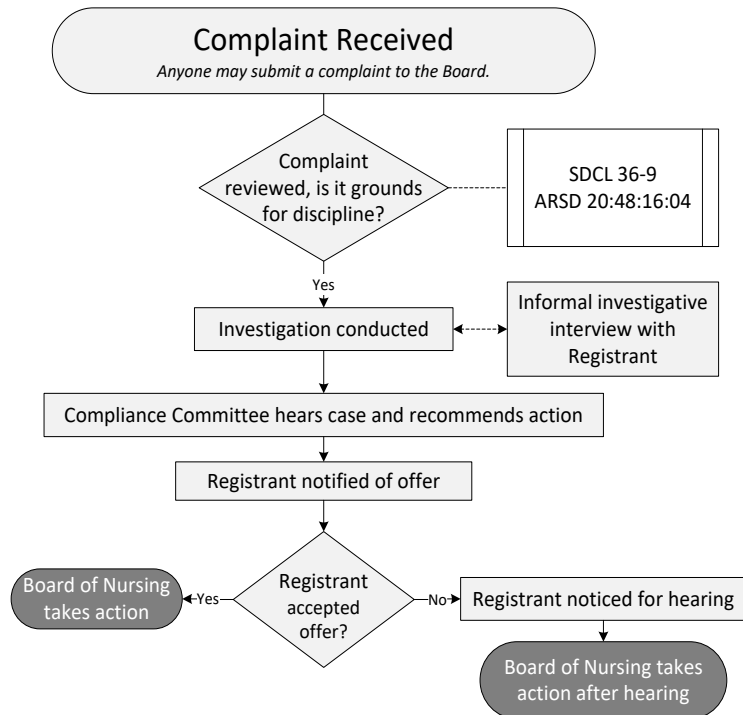 Complaint Received
Anyone may submit a complaint to the Board.
Complaint
reviewed, is it grounds
for discipline?
SDCL 36-9
ARSD 20:48:16:04
Yes
Investigation conducted
Informal investigative
interview with
Registrant
Compliance Committee hears case and recommends action
Registrant notified of offer
Board of Nursing
takes action
Yes
Registrant
accepted
offer?
No
Registrant noticed for hearing
Board of Nursing takes
action after hearing